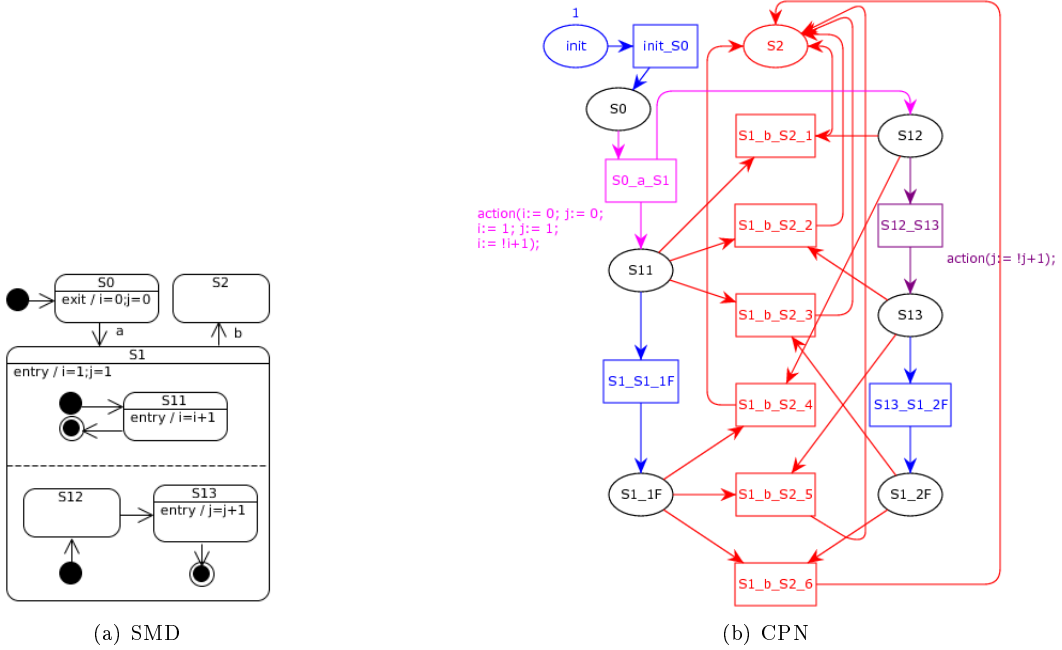 S0
exit / i=0;j=0
S2
a
b
S1
entry / i=1;j=1
S11
entry / i=i+1
S12
S13
entry / j=j+1
(a) SMD
1
init
init_S0
S2
S0
S1_b_S2_1
S12
S0_a_S1
action(i:= 0; j:= 0;
i:= 1; j:= 1;
i:= !i+1);
S1_b_S2_2
S12_S13
action(j:= !j+1);
S11
S1_b_S2_3
S13
S1_S1_1F
S1_b_S2_4
S13_S1_2F
S1_1F
S1_b_S2_5
S1_2F
S1_b_S2_6
(b) CPN